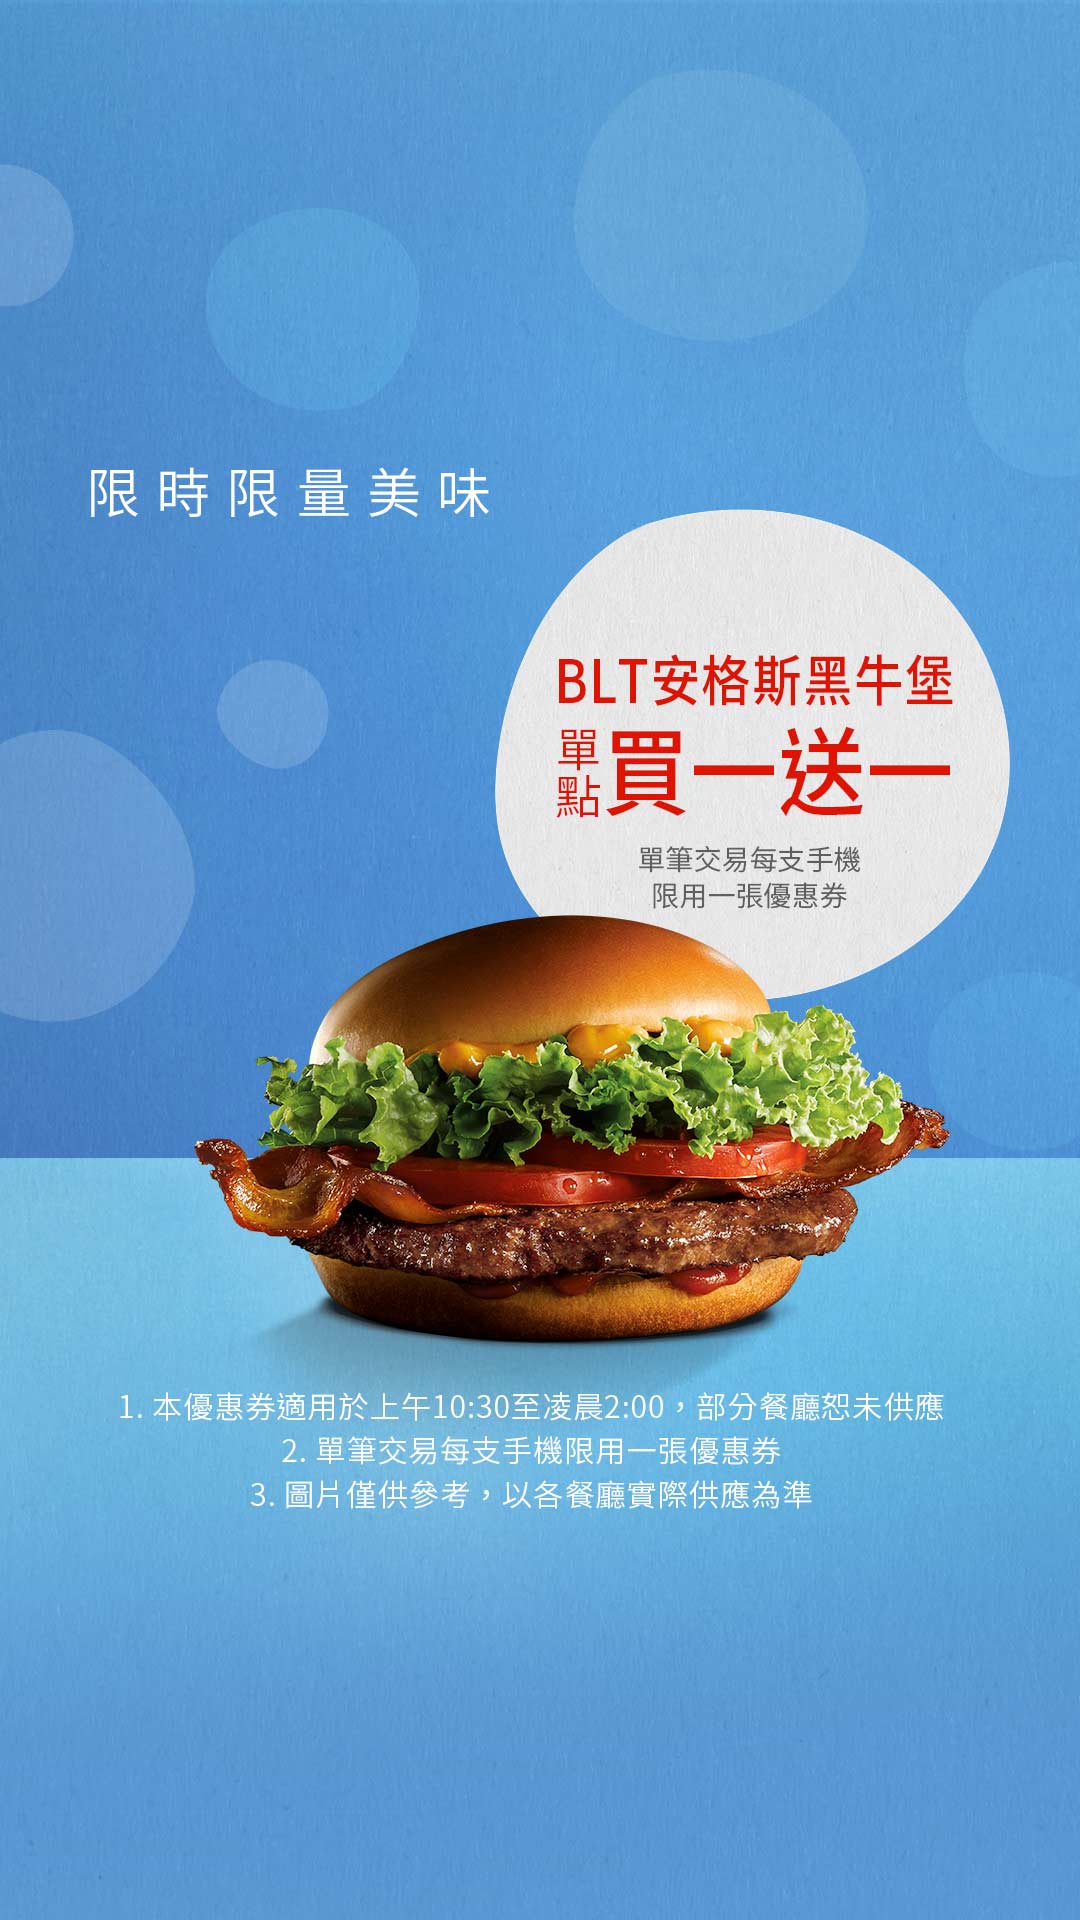 限時限量美味
BLT安格斯黑牛堡
單點買一送一
單筆交易每支手機
限用一張優惠券
1. 本優惠券適用於上午10:30至凌晨2:00，部分餐廳恕未供應
2. 單筆交易每支手機限用一張優惠券
3. 圖片僅供參考，以各餐廳實際供應為準